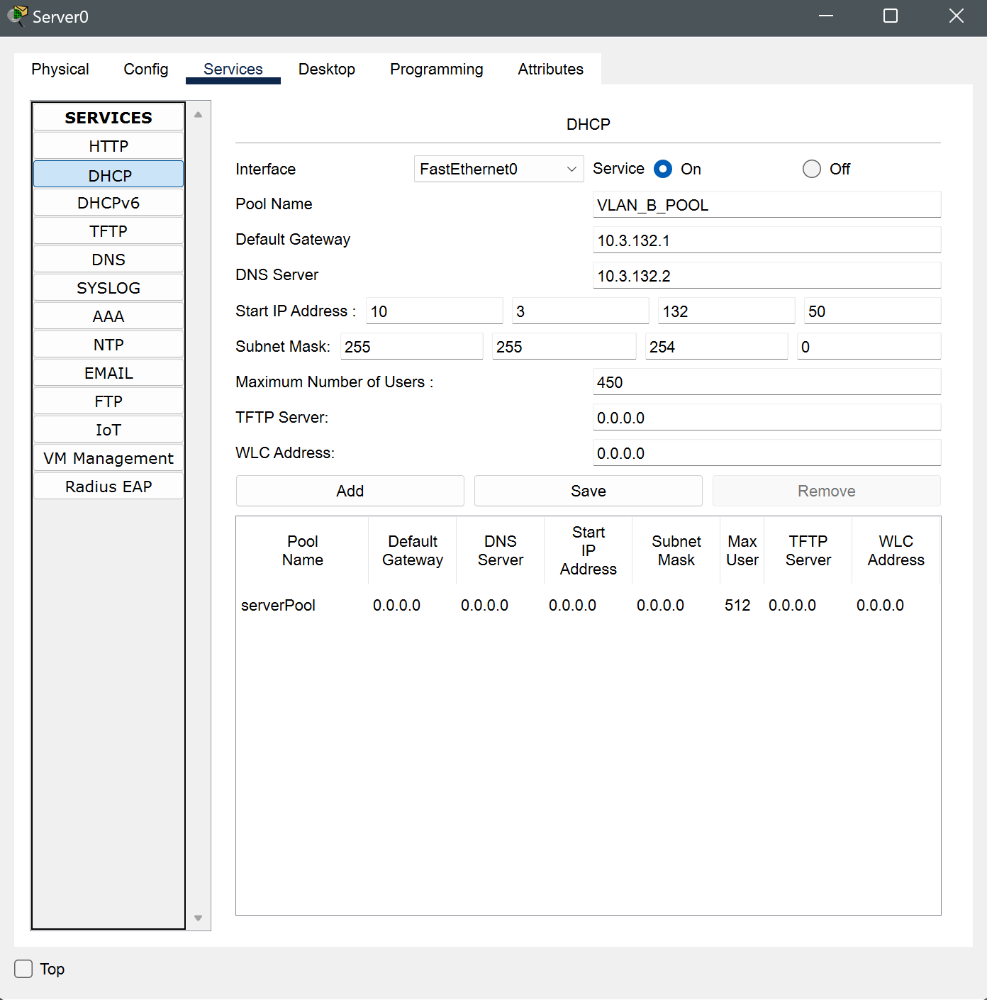 Server0
Physical Config Services Desktop Programming Attributes
SERVICES
HTTP
DHCP
DHCPv6
TFTP
DNS
SYSLOG
AAA
NTP
EMAIL
FTP
IoT
VM Management
Radius EAP
DHCP
Interface FastEthernet0 Service On Off
Pool Name VLAN_B_POOL
Default Gateway 10.3.132.1
DNS Server 10.3.132.2
Start IP Address : 10 3 132 50
Subnet Mask: 255 255 254 0
Maximum Number of Users : 450
TFTP Server: 0.0.0.0
WLC Address: 0.0.0.0
Add Save Remove
Pool Name Default Gateway DNS Server Start IP Address Subnet Mask Max User TFTP Server WLC Address
serverPool 0.0.0.0 0.0.0.0 0.0.0.0 0.0.0.0 512 0.0.0.0 0.0.0.0
Top